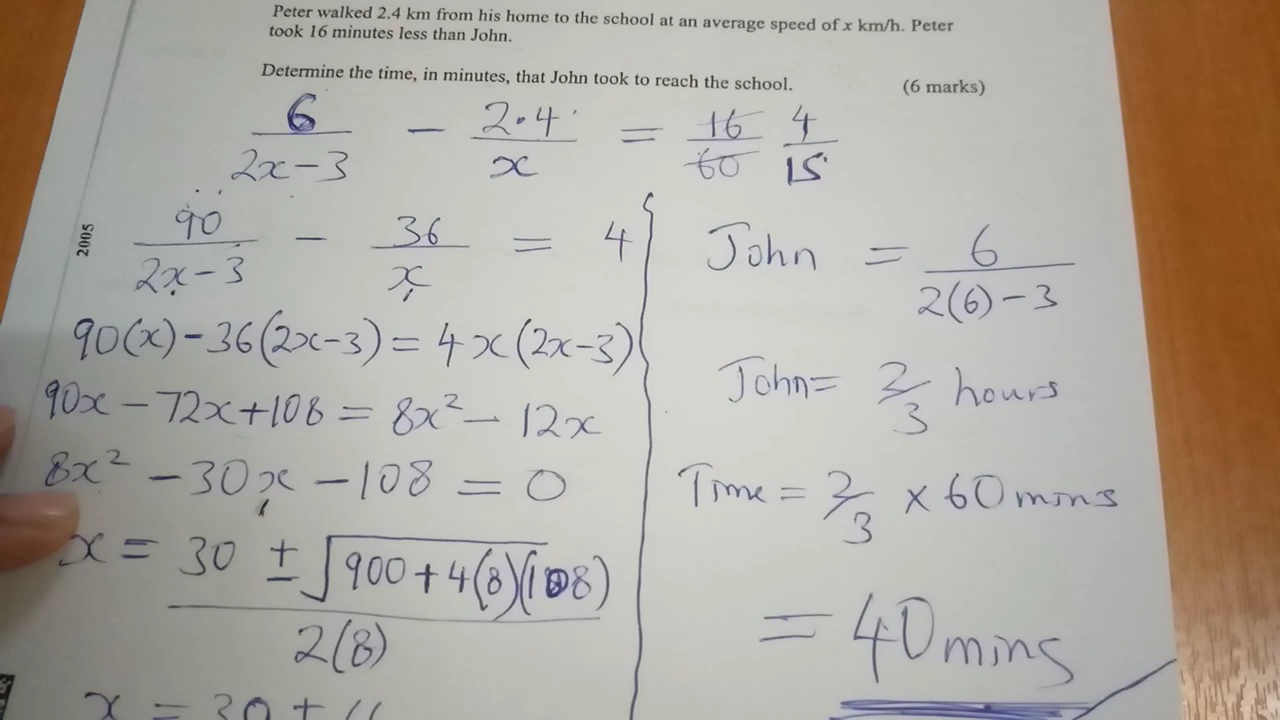 Peter walked 2.4 km from his home to the school at an average speed of x km/h. Peter
took 16 minutes less than John.
Determine the time, in minutes, that John took to reach the school. (6 marks)
6/(2x-3) - 2.4/x = 16/60 4/15
2005
90/(2x-3) - 36/x = 4
90(x)-36(2x-3)=4x(2x-3)
90x-72x+108=8x²-12x
8x²-30x-108=0
x= (30 ± √(900+4(8)(108)))/2(8)
x=30+
John = 6/(2(6)-3)
John= 2/3 hours
Time= 2/3 ×60mins
=40mins